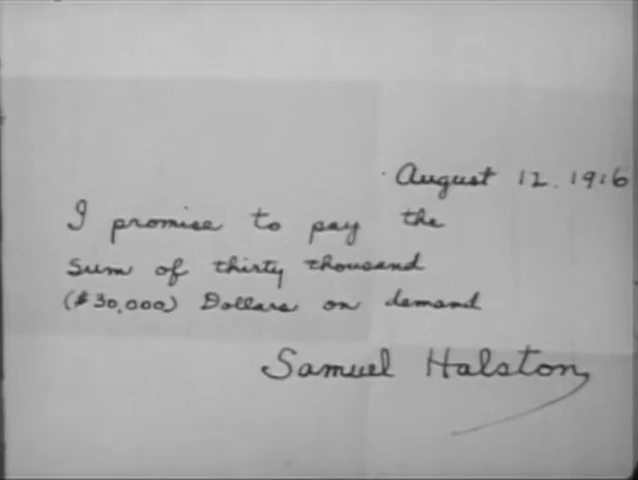 August 12. 1916
I promise to pay the
sum of thirty thousand
($30,000) Dollars on demand
Samuel Halston